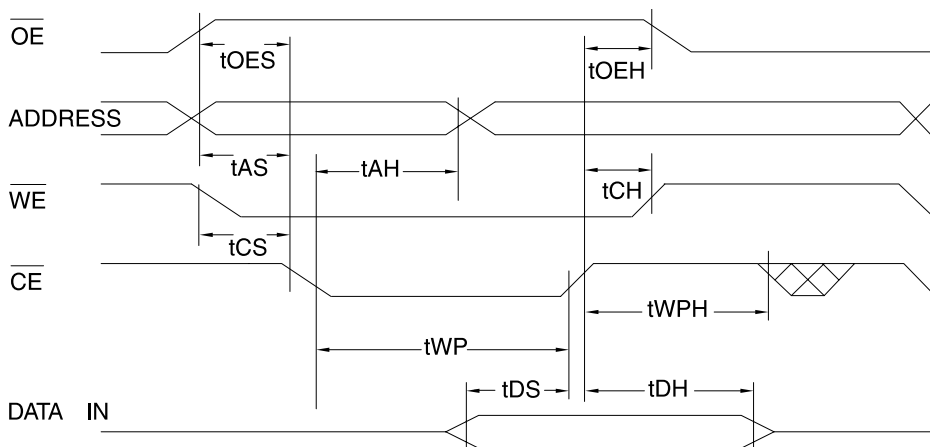 OE
tOES
tOEH
ADDRESS
tAS
tAH
tCH
WE
tCS
CE
tWPH
tWP
tDS
tDH
DATA IN